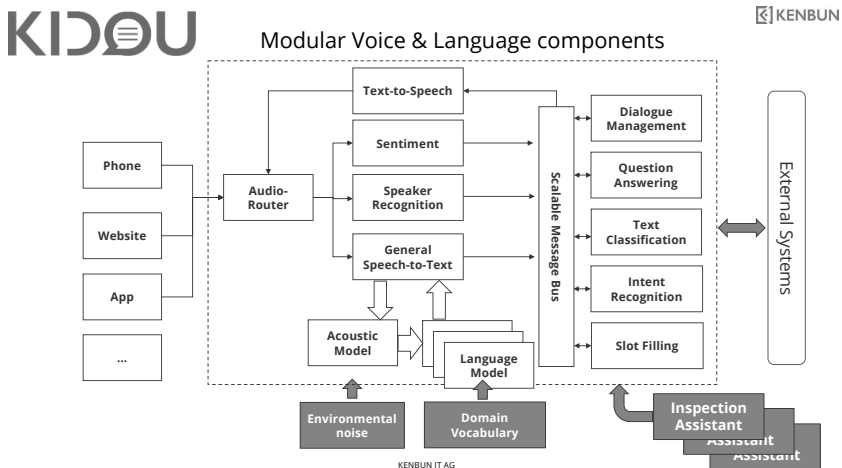 KIDOU
KENBUN
Modular Voice & Language components
Text-to-Speech
Sentiment
Speaker
Recognition
General
Speech-to-Text
Phone
Website
App
...
Audio-
Router
Acoustic
Model
Language
Model
Environmental
noise
Domain
Vocabulary
Scalable Message Bus
Dialogue
Management
Question
Answering
Text
Classification
Intent
Recognition
Slot Filling
External Systems
Inspection
Assistant
Assistant
Assistant
KENBUN IT AG